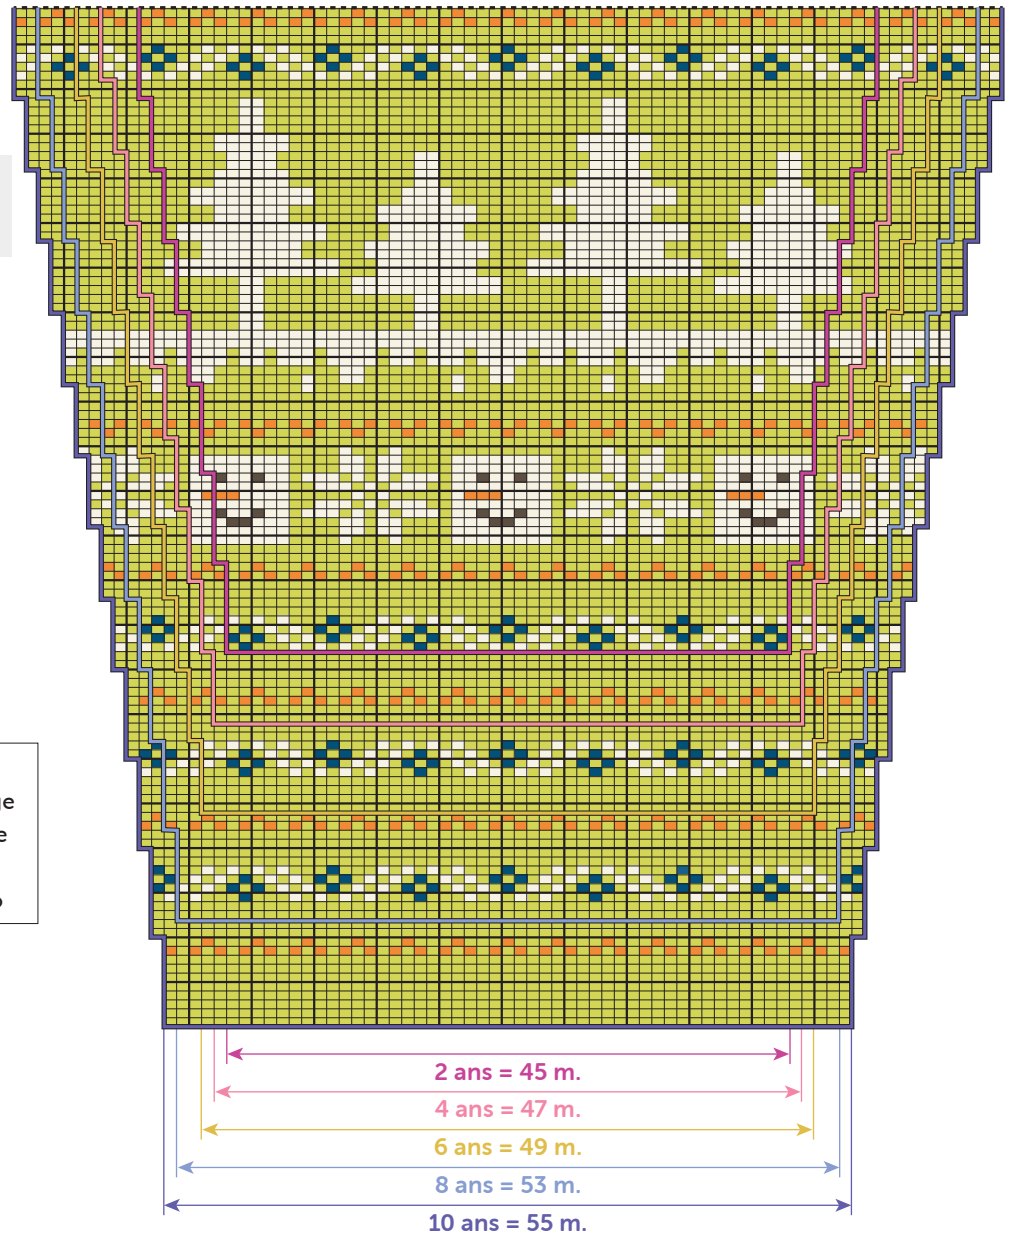 2 ans = 45 m.
4 ans = 47 m.
6 ans = 49 m.
8 ans = 53 m.
10 ans = 55 m.